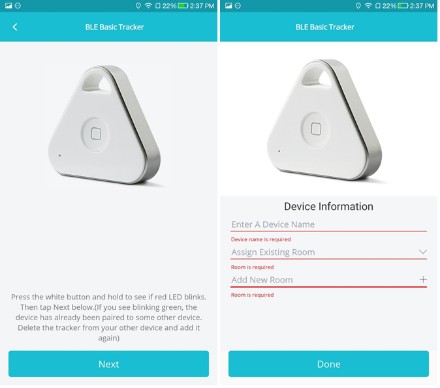 22% 2:37 PM
BLE Basic Tracker
Press the white button and hold to see if red LED blinks.
Then tap Next below.(If you see blinking green, the
device has already been paired to some other device.
Delete the tracker from your other device and add it
again)
Next
22% 2:37 PM
BLE Basic Tracker
Device Information
Enter A Device Name
Device name is required
Assign Existing Room
Room is required
Add New Room
Room is required
Done